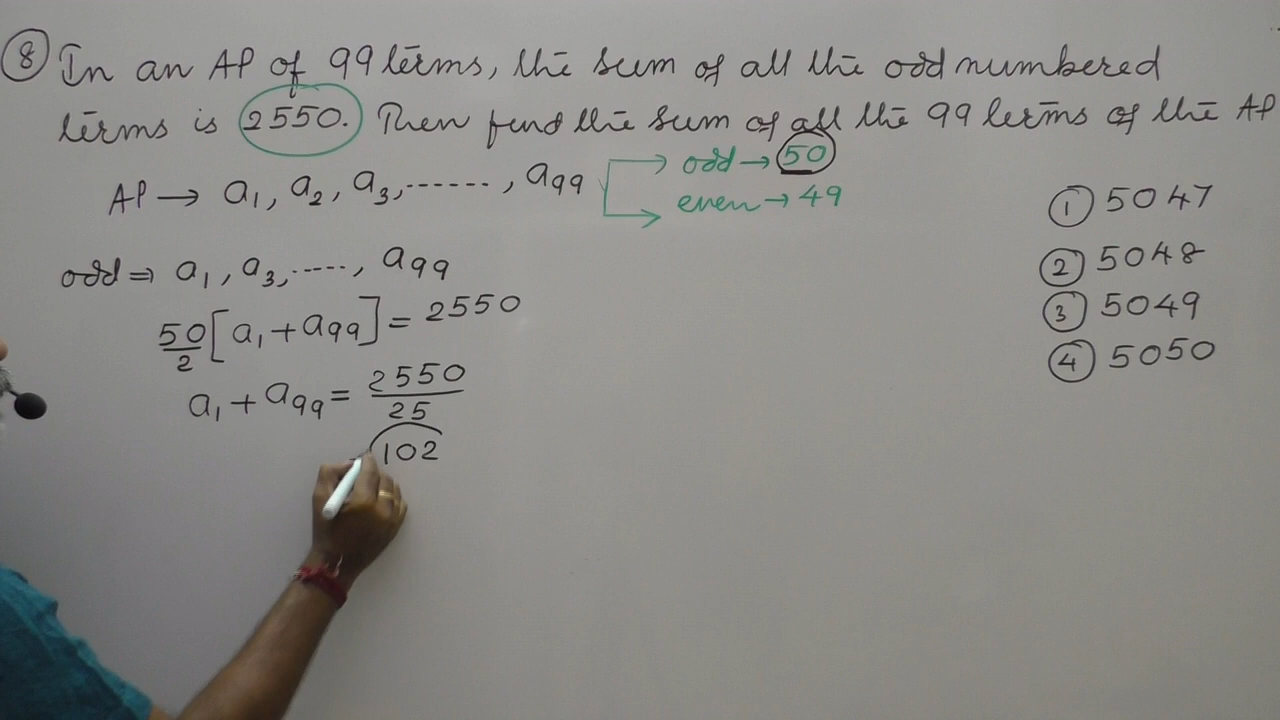 ⑧ In an AP of 99 terms, the sum of all the odd numbered
terms is 2550. Then find the sum of all the 99 terms of the AP
AP → a₁, a₂, a₃, ......, a₉₉
odd → 50
even → 49
① 5047
② 5048
③ 5049
④ 5050
odd ⇒ a₁, a₃, ....., a₉₉
50/2 [a₁ + a₉₉] = 2550
a₁ + a₉₉ = 2550/25
102